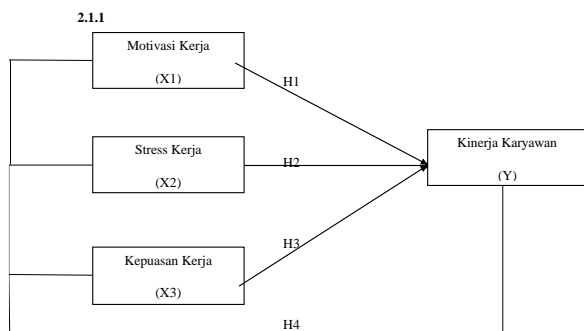 2.1.1
Motivasi Kerja
(X1)
H1
Stress Kerja
(X2)
H2
Kinerja Karyawan
(Y)
H3
Kepuasan Kerja
(X3)
H4